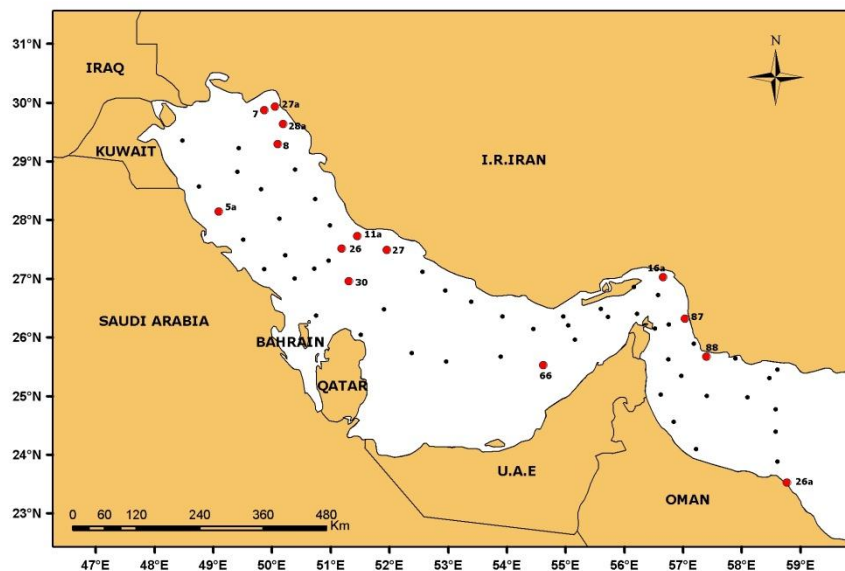 31°N
N
IRAQ
30°N
7
27a
28a
8
KUWAIT
29°N
I.R.IRAN
5a
28°N
11a
26
27
27°N
16a
30
SAUDI ARABIA
87
26°N
BAHRAIN
88
66
QATAR
25°N
24°N
U.A.E
26a
OMAN
23°N
0 60 120 240 360 480
Km
47°E 48°E 49°E 50°E 51°E 52°E 53°E 54°E 55°E 56°E 57°E 58°E 59°E